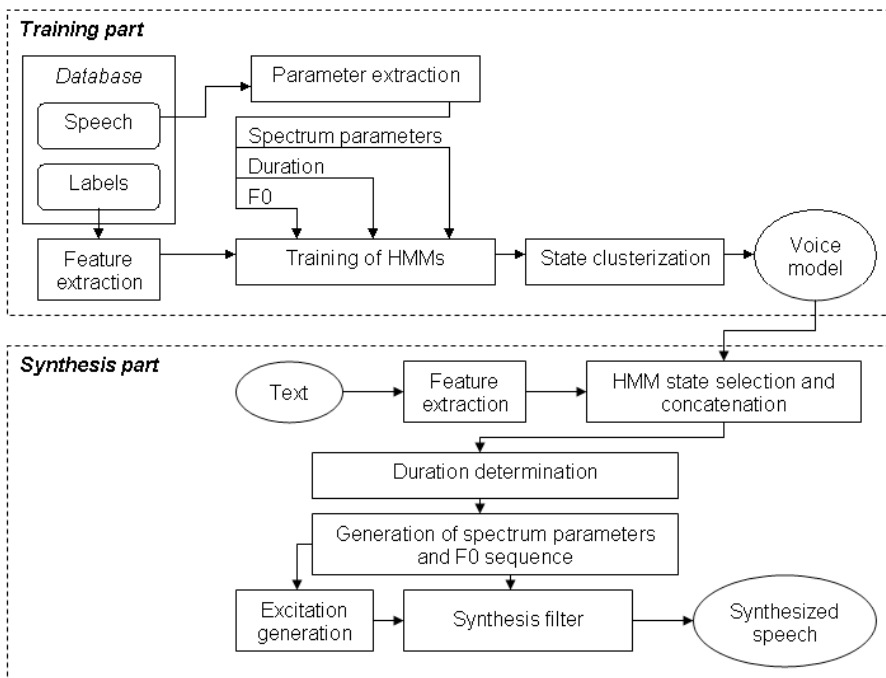 Training part
Database
Speech
Labels
Parameter extraction
Spectrum parameters
Duration
F0
Feature
extraction
Training of HMMs
State clusterization
Voice
model
Synthesis part
Text
Feature
extraction
HMM state selection and
concatenation
Duration determination
Generation of spectrum parameters
and F0 sequence
Excitation
generation
Synthesis filter
Synthesized
speech